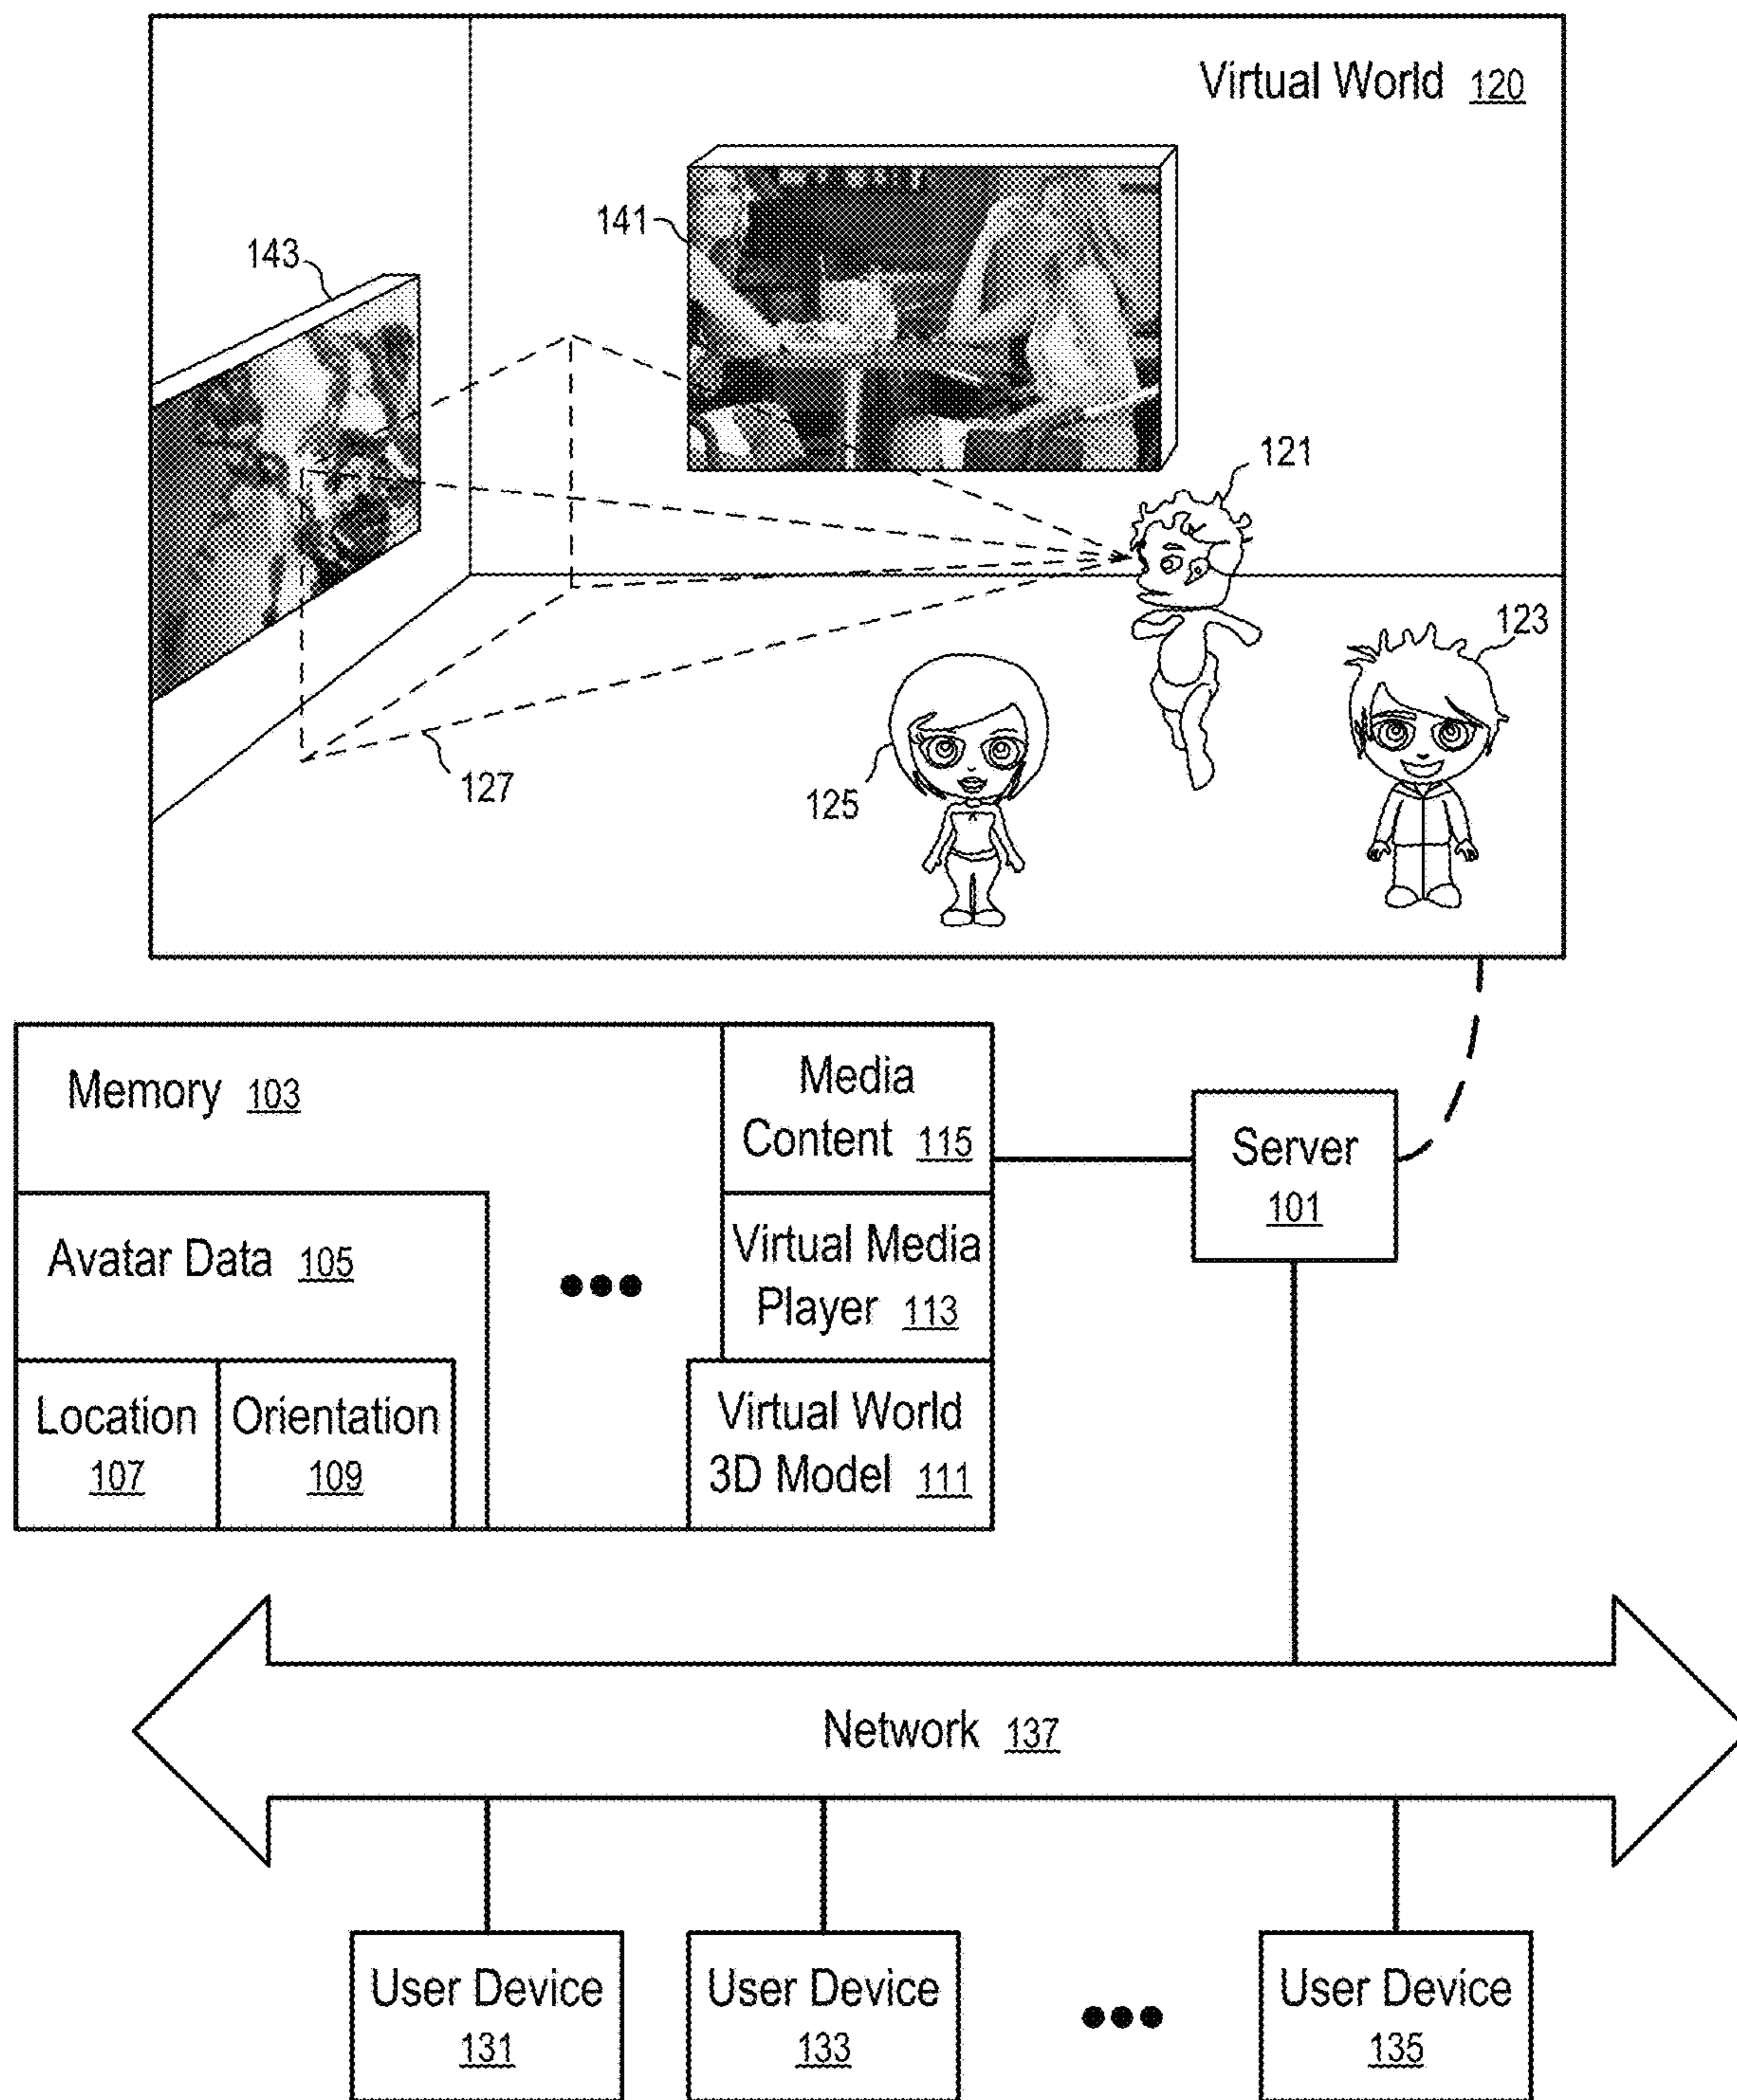 Virtual World 120
141
143
121
123
125
127
Memory 103
Media
Content 115
Server
101
Avatar Data 105
Virtual Media
Player 113
Location
107
Orientation
109
Virtual World
3D Model 111
Network 137
User Device
131
User Device
133
User Device
135